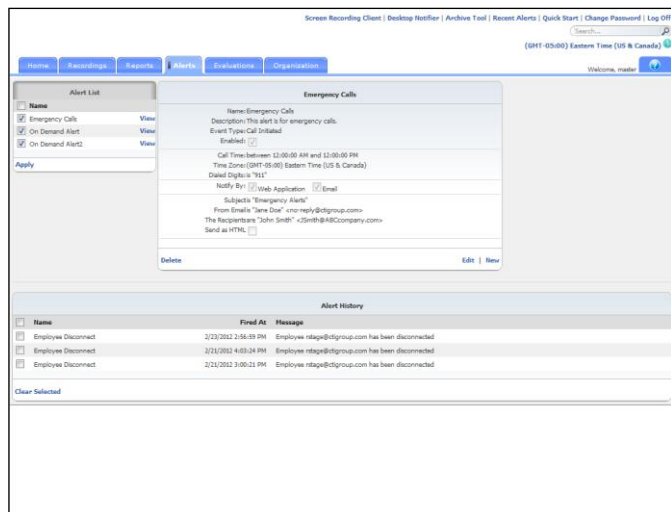 Screen Recording Client | Desktop Notifier | Archive Tool | Recent Alerts | Quick Start | Change Password | Log Off
Search...
(GMT-05:00) Eastern Time (US & Canada)
Home Recordings Reports Alerts Evaluations Organization
Welcome, master
Alert List
Name
Emergency Calls View
On Demand Alert View
On Demand Alert2 View
Apply
Emergency Calls
Name: Emergency Calls
Description: This alert is for emergency calls.
Event Type: Call Initiated
Enabled:
Call Time: between 12:00:00 AM and 12:00:00 PM
Time Zone: (GMT-05:00) Eastern Time (US & Canada)
Dialed Digits: is "911"
Notify By: Web Application Email
Subject is "Emergency Alerts"
From Email is "Jane Doe" <no-reply@ctigroup.com>
The Recipients are "John Smith" <JSmith@ABCcompany.com>
Send as HTML
Delete Edit | New
Alert History
Name Fired At Message
Employee Disconnect 2/23/2012 2:56:59 PM Employee rstage@ctigroup.com has been disconnected
Employee Disconnect 2/21/2012 4:03:24 PM Employee rstage@ctigroup.com has been disconnected
Employee Disconnect 2/21/2012 3:00:21 PM Employee rstage@ctigroup.com has been disconnected
Clear Selected